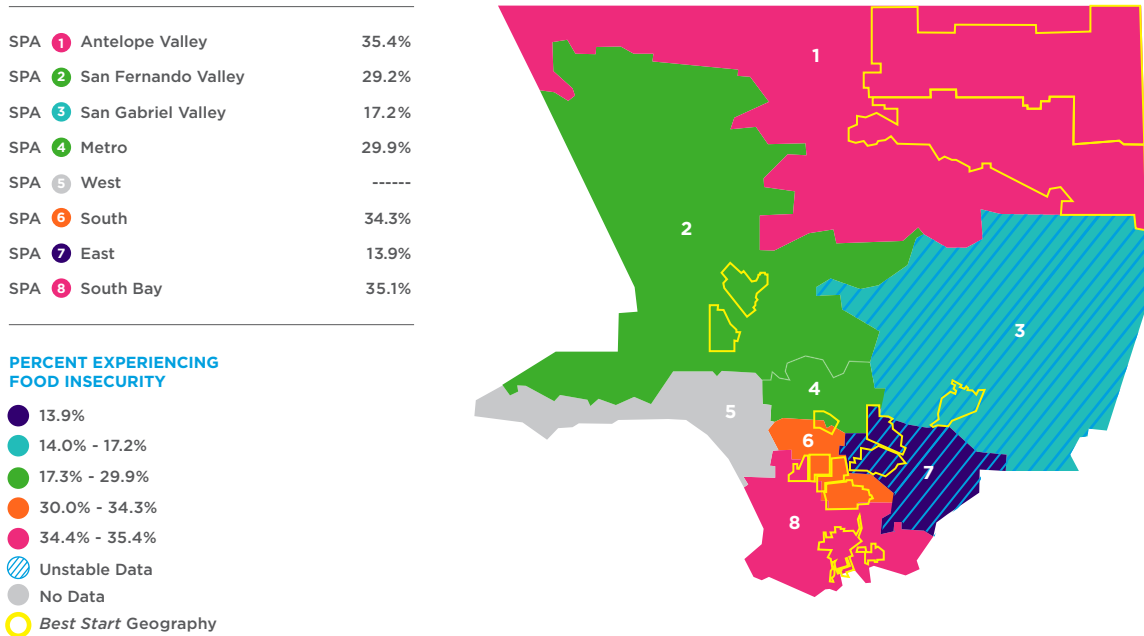 SPA 1 Antelope Valley 35.4%
SPA 2 San Fernando Valley 29.2%
SPA 3 San Gabriel Valley 17.2%
SPA 4 Metro 29.9%
SPA 5 West ------
SPA 6 South 34.3%
SPA 7 East 13.9%
SPA 8 South Bay 35.1%
PERCENT EXPERIENCING
FOOD INSECURITY
13.9%
14.0% - 17.2%
17.3% - 29.9%
30.0% - 34.3%
34.4% - 35.4%
Unstable Data
No Data
Best Start Geography
1
2
3
4
5
6
7
8